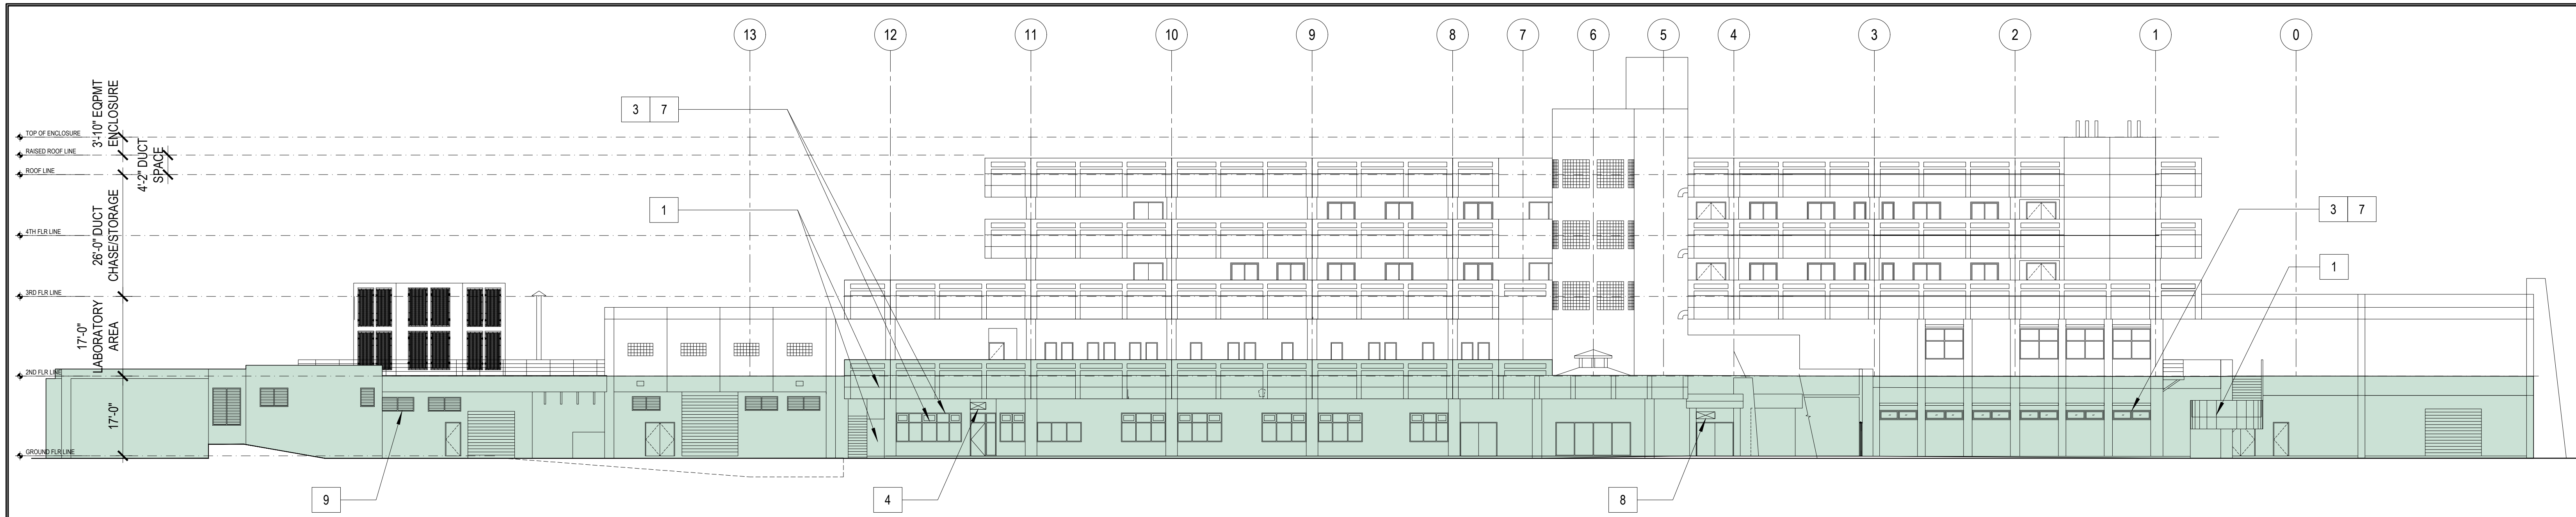 13
12
11
10
9
8
7
6
5
4
3
2
1
0
3'-10" EQPMT
ENCLOSURE
4'-2" DUCT
SPACE
26'-0" DUCT
CHASE/STORAGE
17'-0"
LABORATORY
AREA
17'-0"
TOP OF ENCLOSURE
RAISED ROOF LINE
ROOF LINE
4TH FLR LINE
3RD FLR LINE
2ND FLR LINE
GROUND FLR LINE
3 7
1
3 7
1
9
4
8